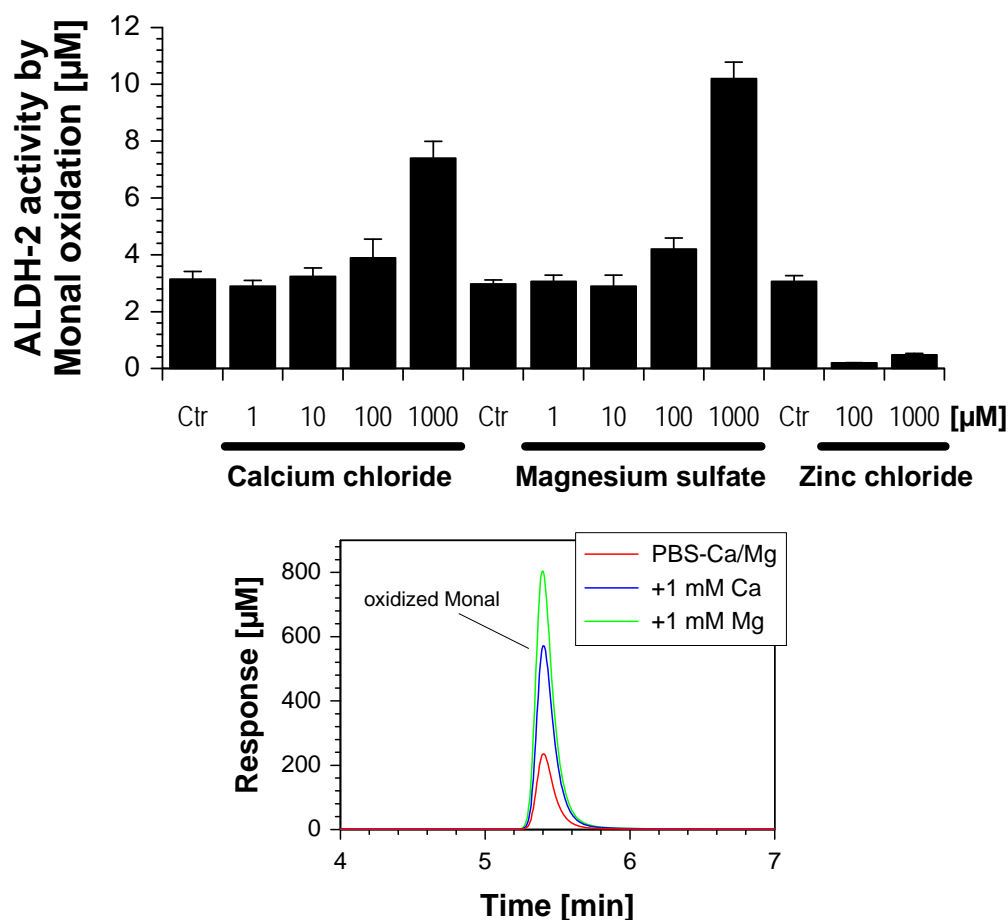 ALDH-2 activity by
Monal oxidation [µM]
12
10
8
6
4
2
0
Ctr 1 10 100 1000 Ctr 1 10 100 1000 Ctr 100 1000 [µM]
Calcium chloride Magnesium sulfate Zinc chloride
Response [µM]
800
600
400
200
0
oxidized Monal
PBS-Ca/Mg
+1 mM Ca
+1 mM Mg
4 5 6 7
Time [min]